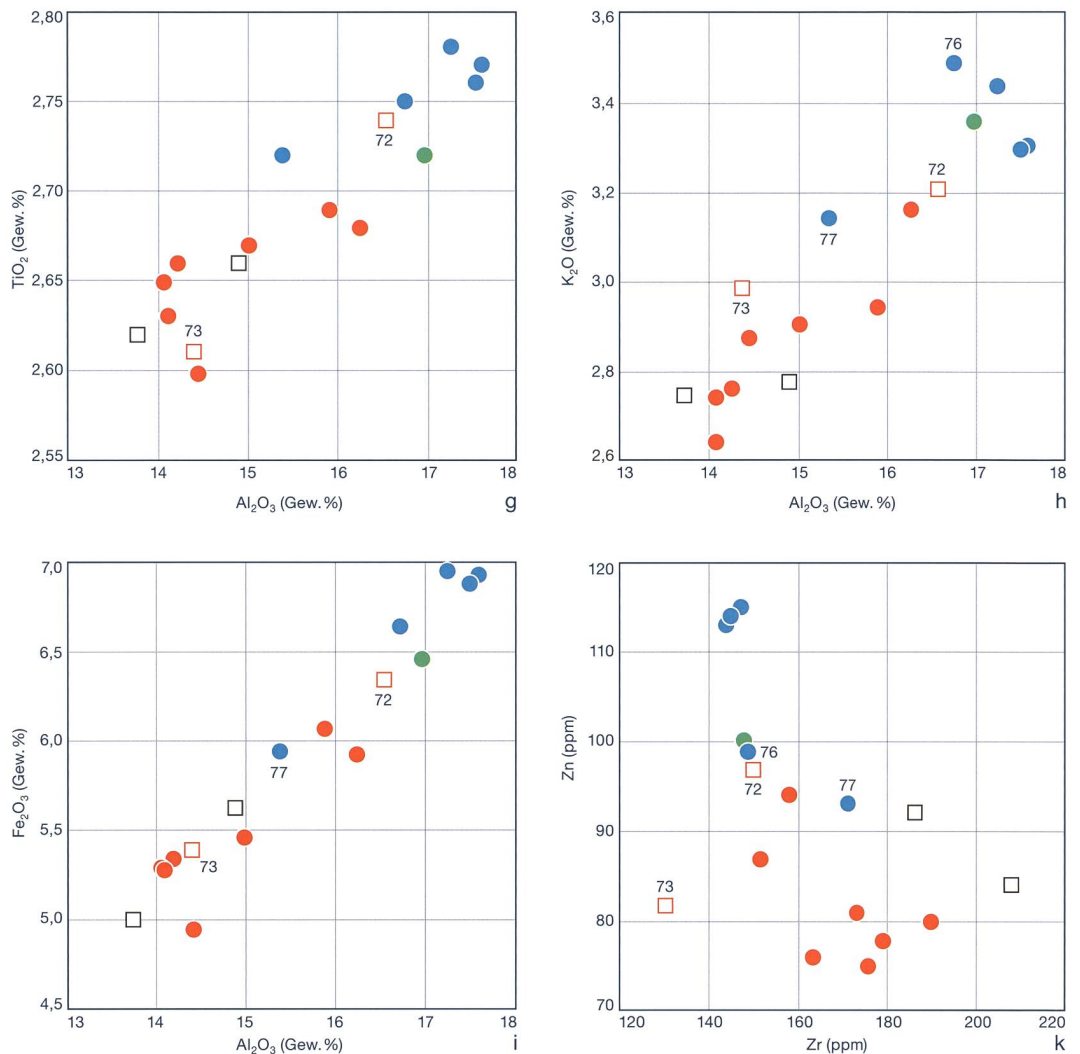 2,80
2,75
2,70
2,65
2,60
2,55
TiO₂ (Gew. %)
72
73
13 14 15 16 17 18
Al₂O₃ (Gew. %)
g
3,6
3,4
3,2
3,0
2,8
2,6
K₂O (Gew. %)
76
72
77
73
13 14 15 16 17 18
Al₂O₃ (Gew. %)
h
7,0
6,5
6,0
5,5
5,0
4,5
Fe₂O₃ (Gew. %)
72
77
73
13 14 15 16 17 18
Al₂O₃ (Gew. %)
i
120
110
100
90
80
70
Zn (ppm)
76
72
77
73
120 140 160 180 200 220
Zr (ppm)
k